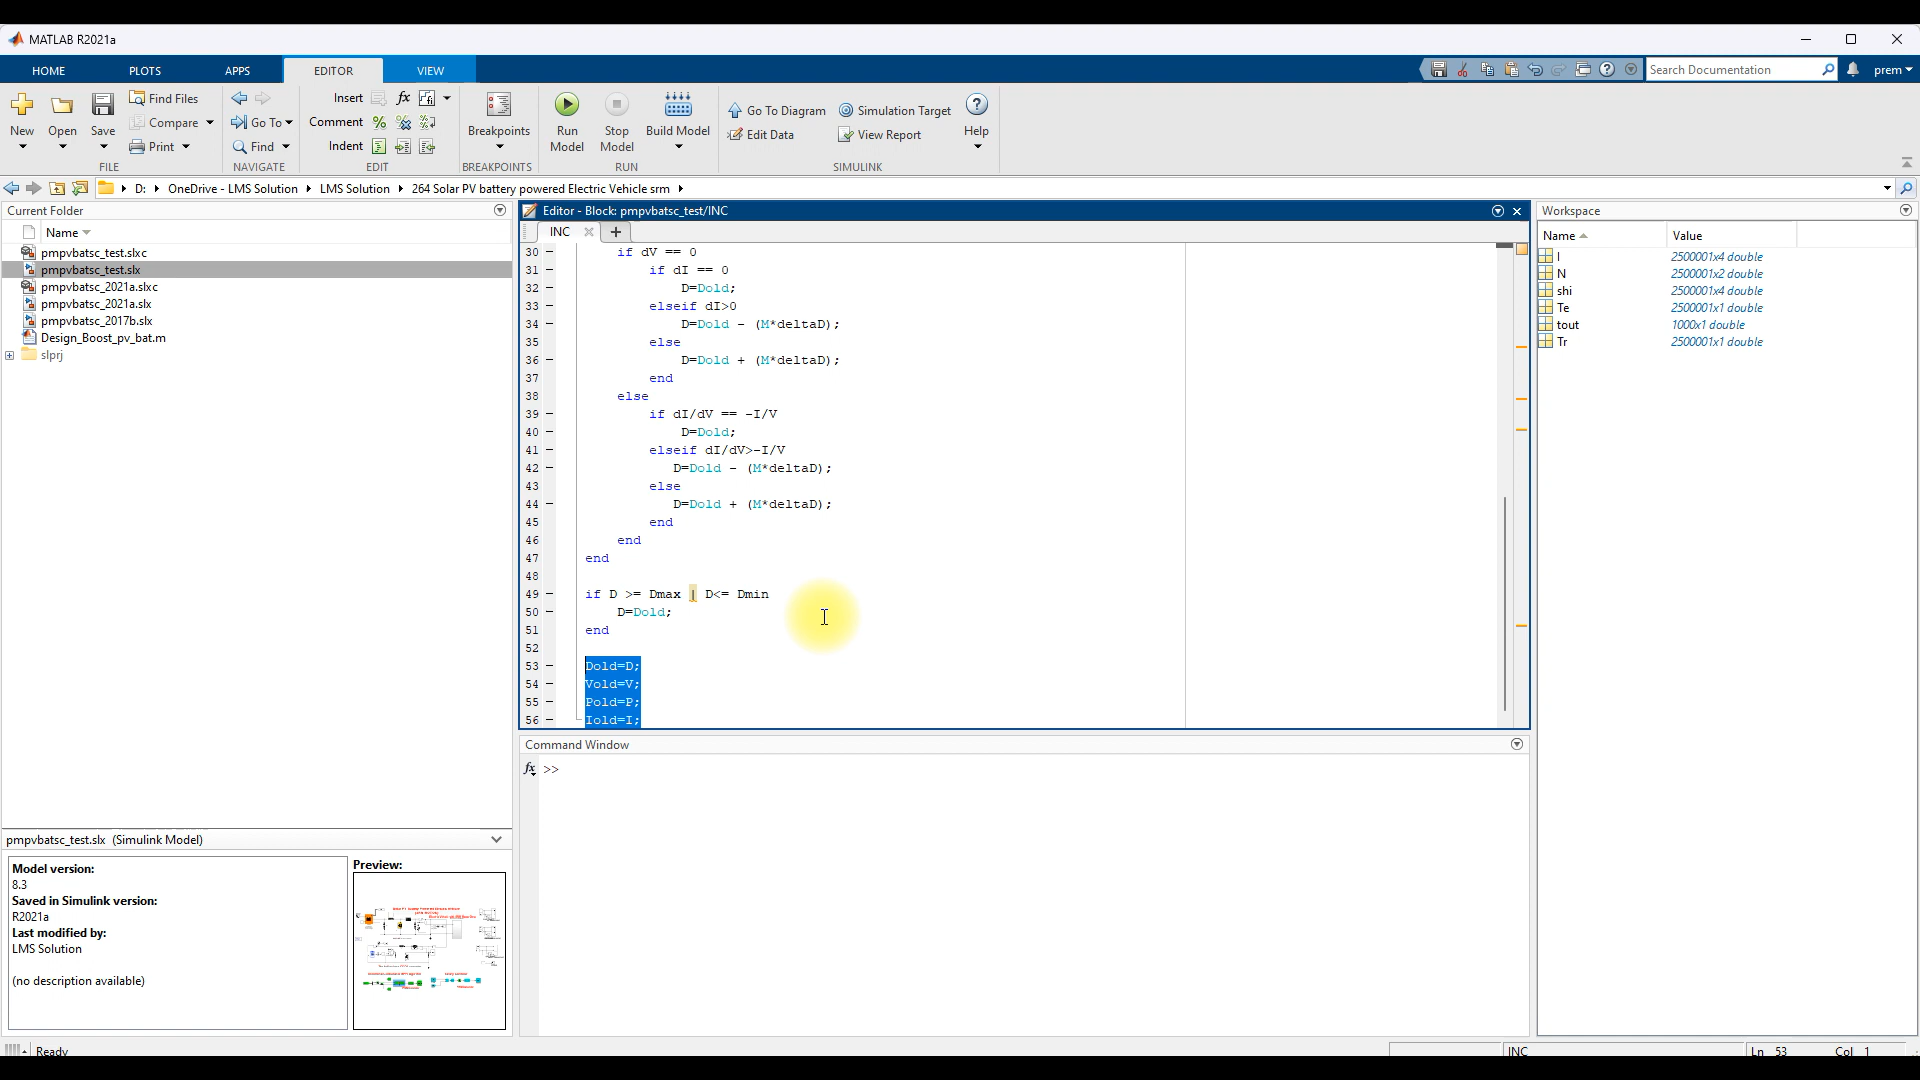 MATLAB R2021a
HOME
PLOTS
APPS
EDITOR
VIEW
Search Documentation
prem
New
Open
Save
Find Files
Compare
Print
Go To
Find
Insert
Comment
Indent
fx
Breakpoints
Run
Model
Stop
Model
Build Model
Go To Diagram
Edit Data
Simulation Target
View Report
Help
FILE
NAVIGATE
EDIT
BREAKPOINTS
RUN
SIMULINK
D:
OneDrive - LMS Solution
LMS Solution
264 Solar PV battery powered Electric Vehicle srm
Current Folder
Name
pmpvbatsc_test.slxc
pmpvbatsc_test.slx
pmpvbatsc_2021a.slxc
pmpvbatsc_2021a.slx
pmpvbatsc_2017b.slx
Design_Boost_pv_bat.m
slprj
Editor - Block: pmpvbatsc_test/INC
INC
30 - if dV == 0
31 - if dI == 0
32 - D=Dold;
33 - elseif dI>0
34 - D=Dold - (M*deltaD);
35 else
36 - D=Dold + (M*deltaD);
37 end
38 else
39 - if dI/dV == -I/V
40 - D=Dold;
41 - elseif dI/dV>-I/V
42 - D=Dold - (M*deltaD);
43 else
44 - D=Dold + (M*deltaD);
45 end
46 end
47 end
48
49 - if D >= Dmax | D<= Dmin
50 - D=Dold;
51 end
52
53 - Dold=D;
54 - Vold=V;
55 - Pold=P;
56 - Iold=I;
Command Window
fx >>
Workspace
Name Value
I 2500001x4 double
N 2500001x2 double
shi 2500001x4 double
Te 2500001x1 double
tout 1000x1 double
Tr 2500001x1 double
pmpvbatsc_test.slx (Simulink Model)
Model version:
8.3
Saved in Simulink version:
R2021a
Last modified by:
LMS Solution
(no description available)
Preview:
Ready
INC
Ln 53 Col 1